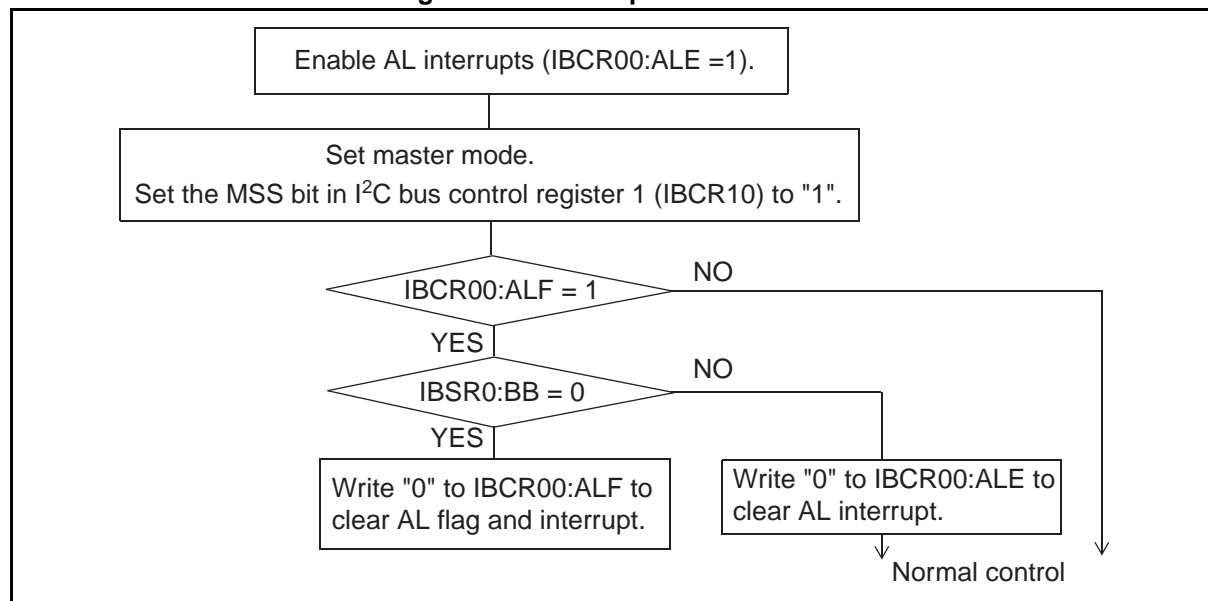 Enable AL interrupts (IBCR00:ALE =1).
Set master mode.
Set the MSS bit in I²C bus control register 1 (IBCR10) to "1".
IBCR00:ALF = 1
NO
YES
IBSR0:BB = 0
NO
YES
Write "0" to IBCR00:ALF to
clear AL flag and interrupt.
Write "0" to IBCR00:ALE to
clear AL interrupt.
Normal control